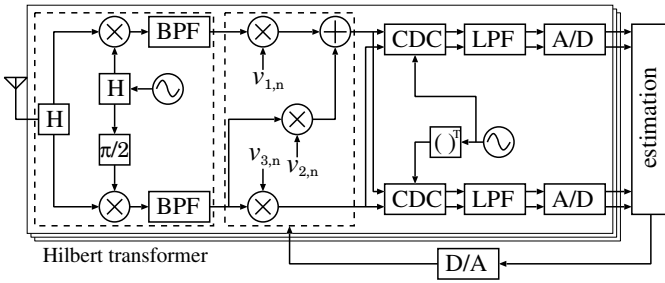 BPF
CDC
LPF
A/D
v1,n
H
H
v3,n
v2,n
( )T
π/2
estimation
BPF
CDC
LPF
A/D
Hilbert transformer
D/A